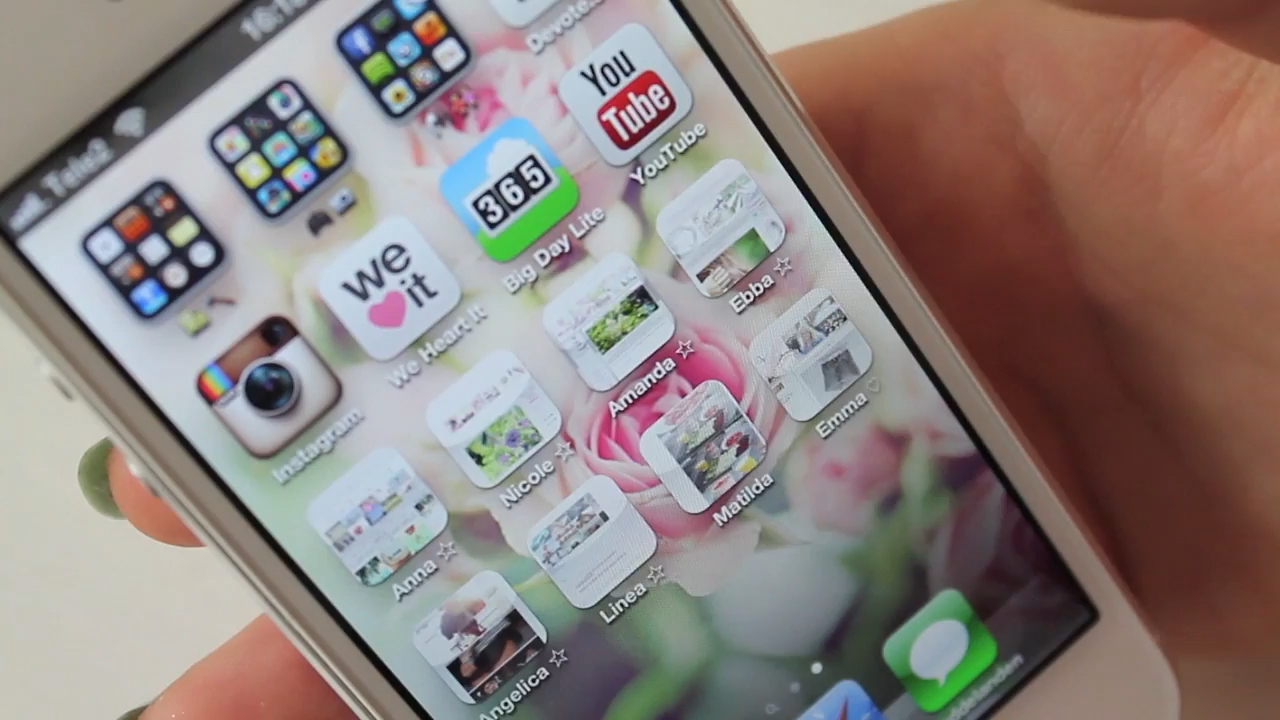 Tele2
Devote...
You
Tube
YouTube
365
Big Day Lite
we
it
We Heart It
Instagram
Ebba ☆
Amanda ☆
Nicole ☆
Anna ☆
Emma ♡
Matilda
Linea ☆
Angelica ☆